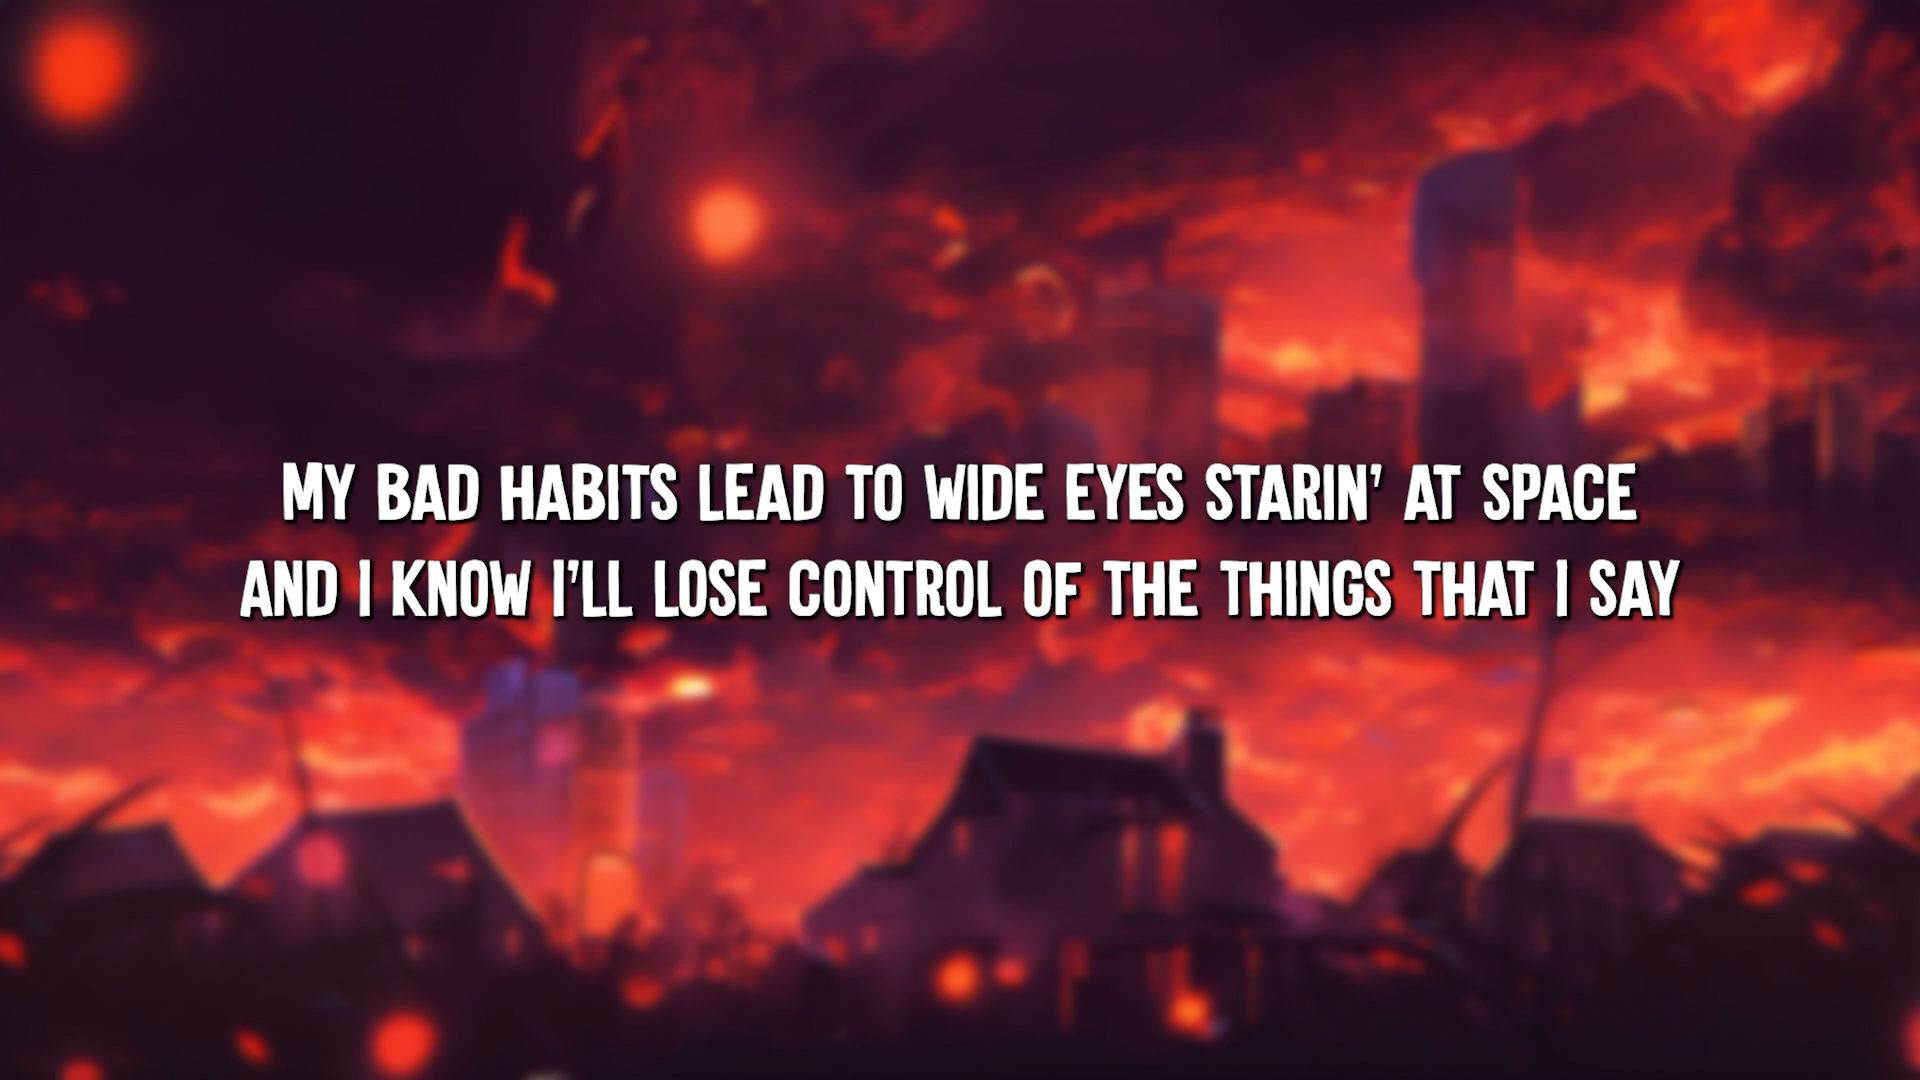 MY BAD HABITS LEAD TO WIDE EYES STARIN' AT SPACE
AND I KNOW I'LL LOSE CONTROL OF THE THINGS THAT I SAY